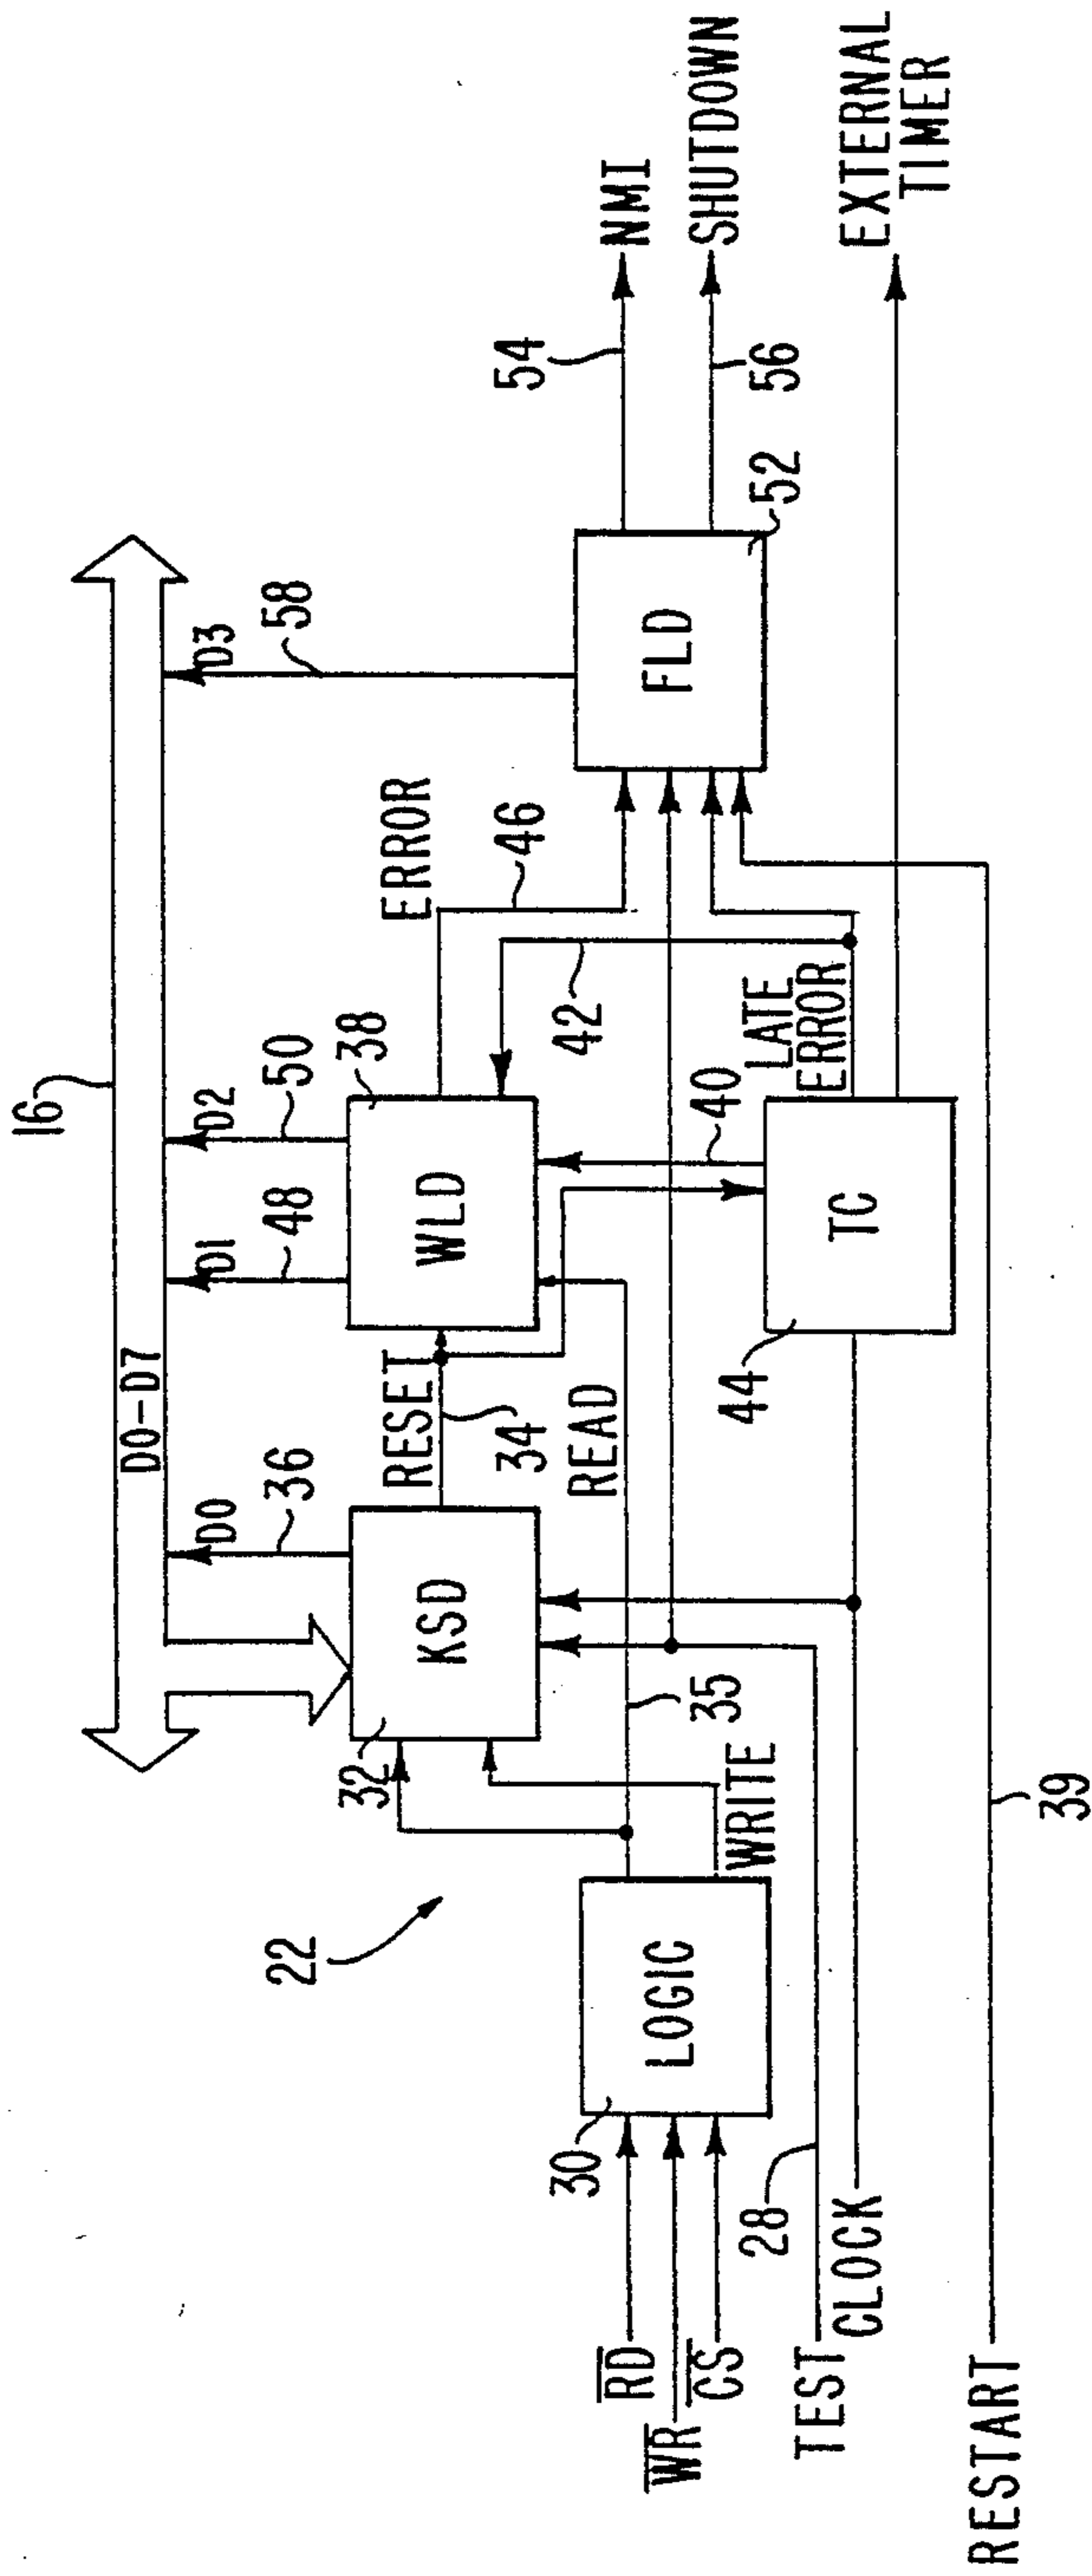 16
D0-D7
D0
36
D1
48
D2
50
D3
58
22
32
KSD
RESET
34
WLD
38
ERROR
46
FLD
52
54
NMI
56
SHUTDOWN
READ
35
42
LATE
ERROR
40
TC
44
EXTERNAL
TIMER
30
LOGIC
WRITE
RD
WR
CS
28
TEST
CLOCK
39
RESTART